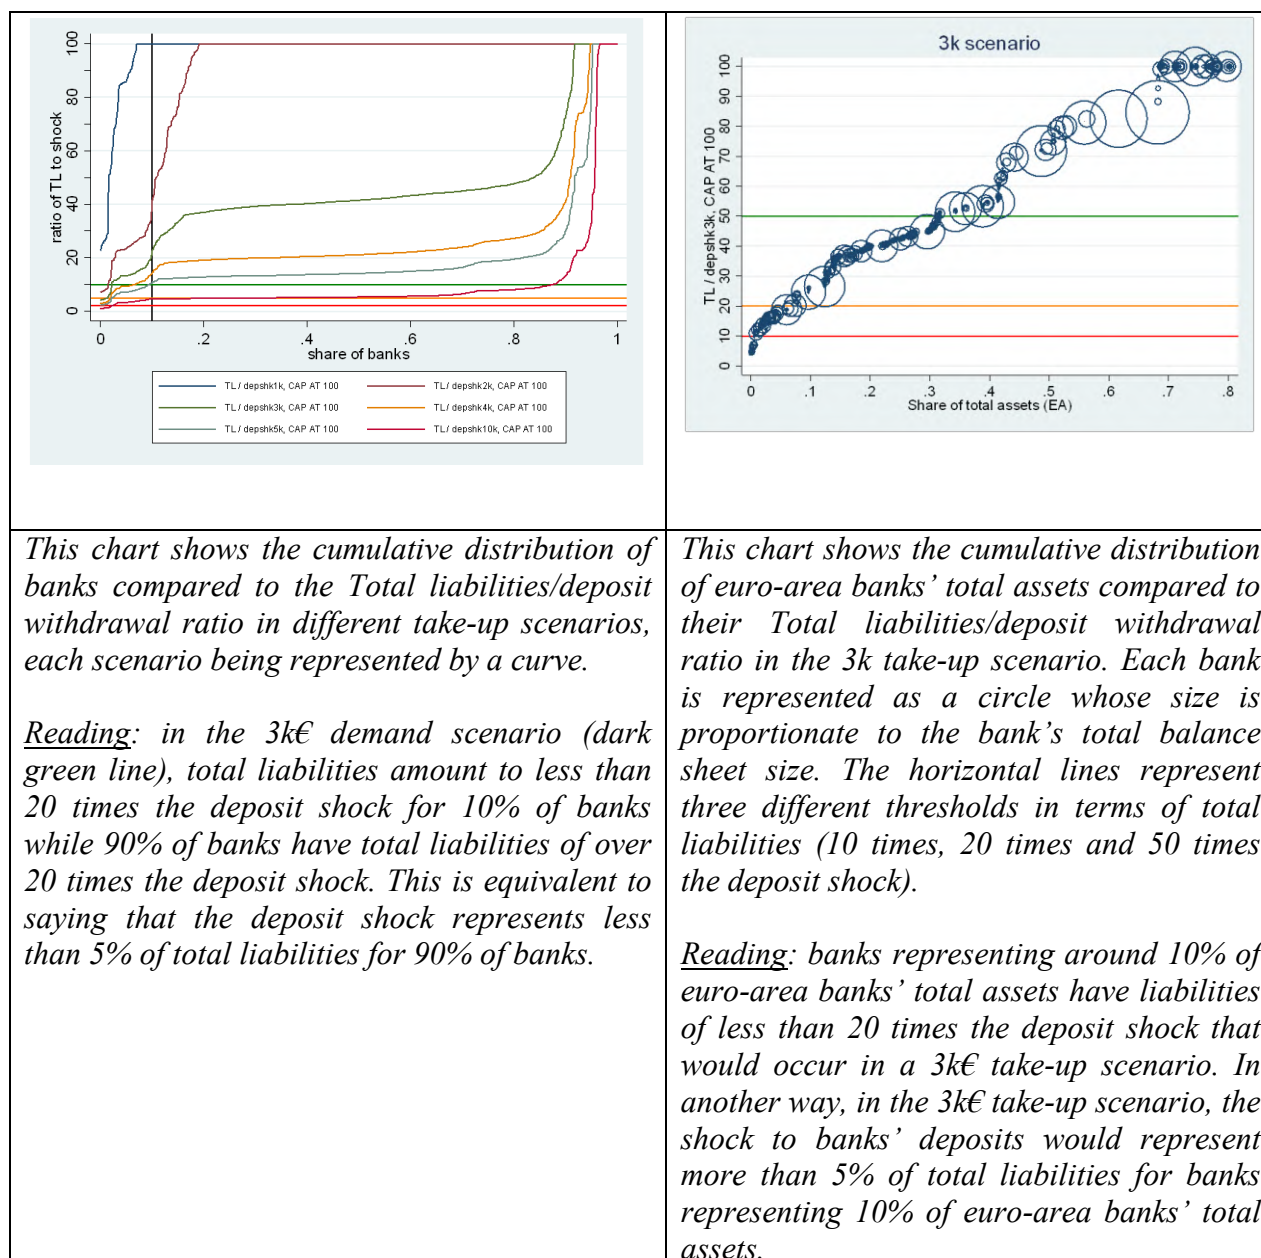 100
80
60
40
20
0
ratio of TL to shock
0
.2
.4
.6
.8
1
share of banks
TL / depshk1k, CAP AT 100
TL / depshk2k, CAP AT 100
TL / depshk3k, CAP AT 100
TL / depshk4k, CAP AT 100
TL / depshk5k, CAP AT 100
TL / depshk10k, CAP AT 100
3k scenario
100
90
80
70
60
50
40
30
20
10
0
TL / depshk3k, CAP AT 100
0
.1
.2
.3
.4
.5
.6
.7
.8
Share of total assets (EA)
This chart shows the cumulative distribution of
banks compared to the Total liabilities/deposit
withdrawal ratio in different take-up scenarios,
each scenario being represented by a curve.
Reading: in the 3k€ demand scenario (dark
green line), total liabilities amount to less than
20 times the deposit shock for 10% of banks
while 90% of banks have total liabilities of over
20 times the deposit shock. This is equivalent to
saying that the deposit shock represents less
than 5% of total liabilities for 90% of banks.
This chart shows the cumulative distribution
of euro-area banks’ total assets compared to
their Total liabilities/deposit withdrawal
ratio in the 3k take-up scenario. Each bank
is represented as a circle whose size is
proportionate to the bank’s total balance
sheet size. The horizontal lines represent
three different thresholds in terms of total
liabilities (10 times, 20 times and 50 times
the deposit shock).
Reading: banks representing around 10% of
euro-area banks’ total assets have liabilities
of less than 20 times the deposit shock that
would occur in a 3k€ take-up scenario. In
another way, in the 3k€ take-up scenario, the
shock to banks’ deposits would represent
more than 5% of total liabilities for banks
representing 10% of euro-area banks’ total
assets.